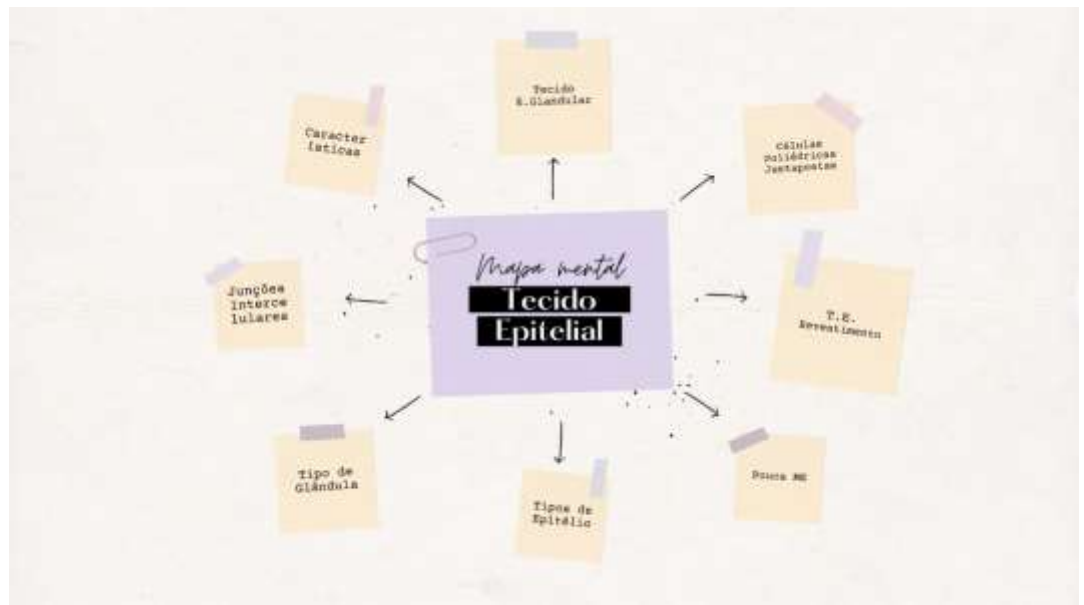 Tecido
E.Glandular
Caracter
ísticas
Células
Poliédricas
Justapostas
Junções
Interce
lulares
Mapa mental
Tecido
Epitelial
T.E.
Revestimento
Tipo de
Glândula
Tipos de
Epitélio
Pouca ME